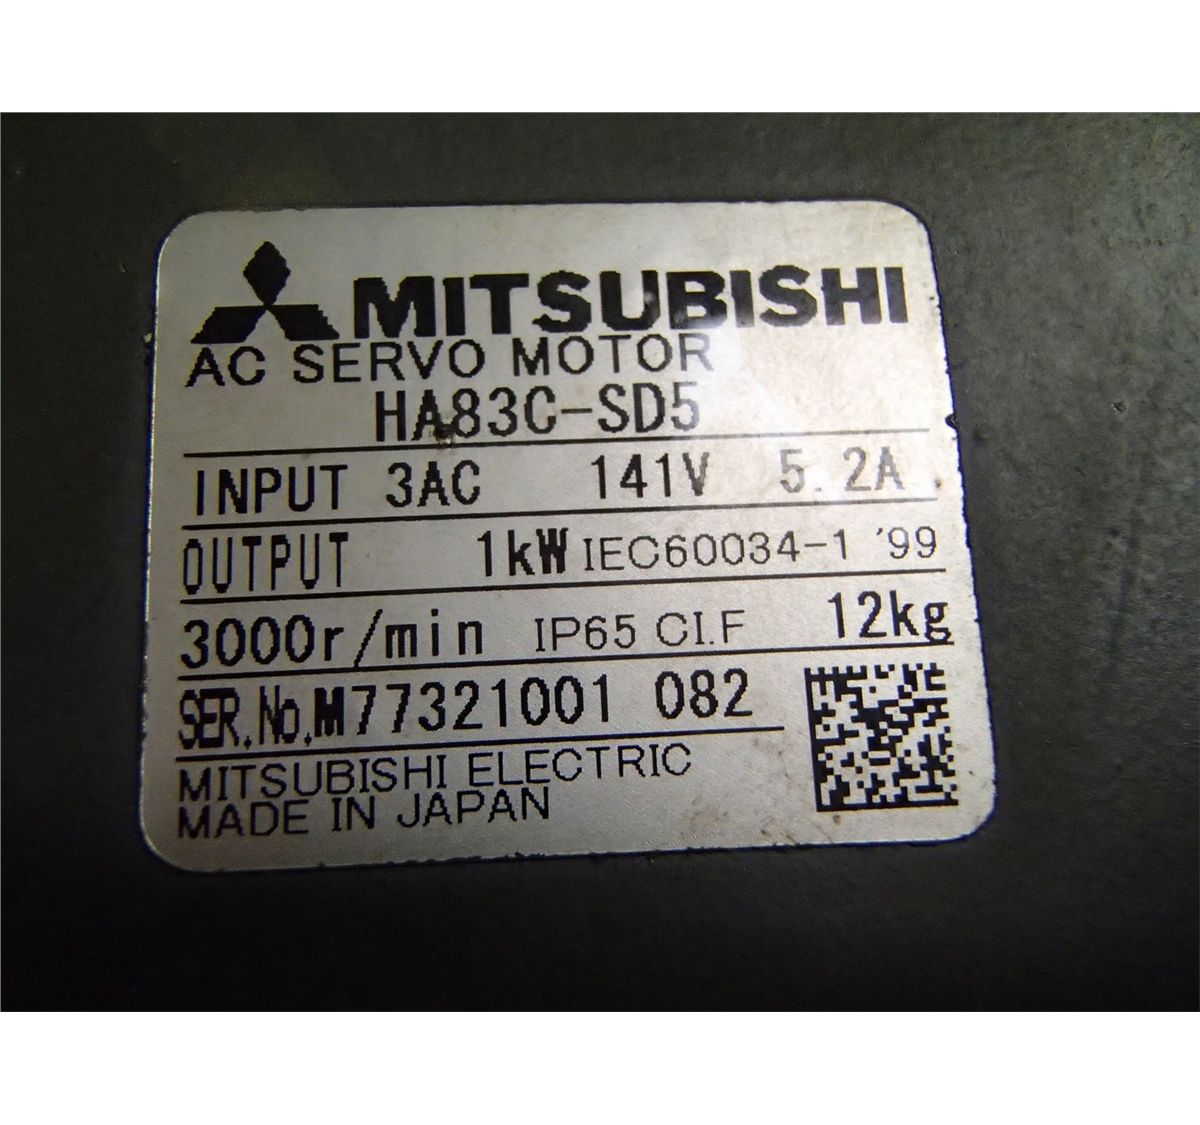 MITSUBISHI
AC SERVO MOTOR
HA83C-SD5
INPUT 3AC 141V 5.2A
OUTPUT 1kW IEC60034-1 '99
3000r/min IP65 CI.F 12kg
SER.No.M77321001 082
MITSUBISHI ELECTRIC
MADE IN JAPAN